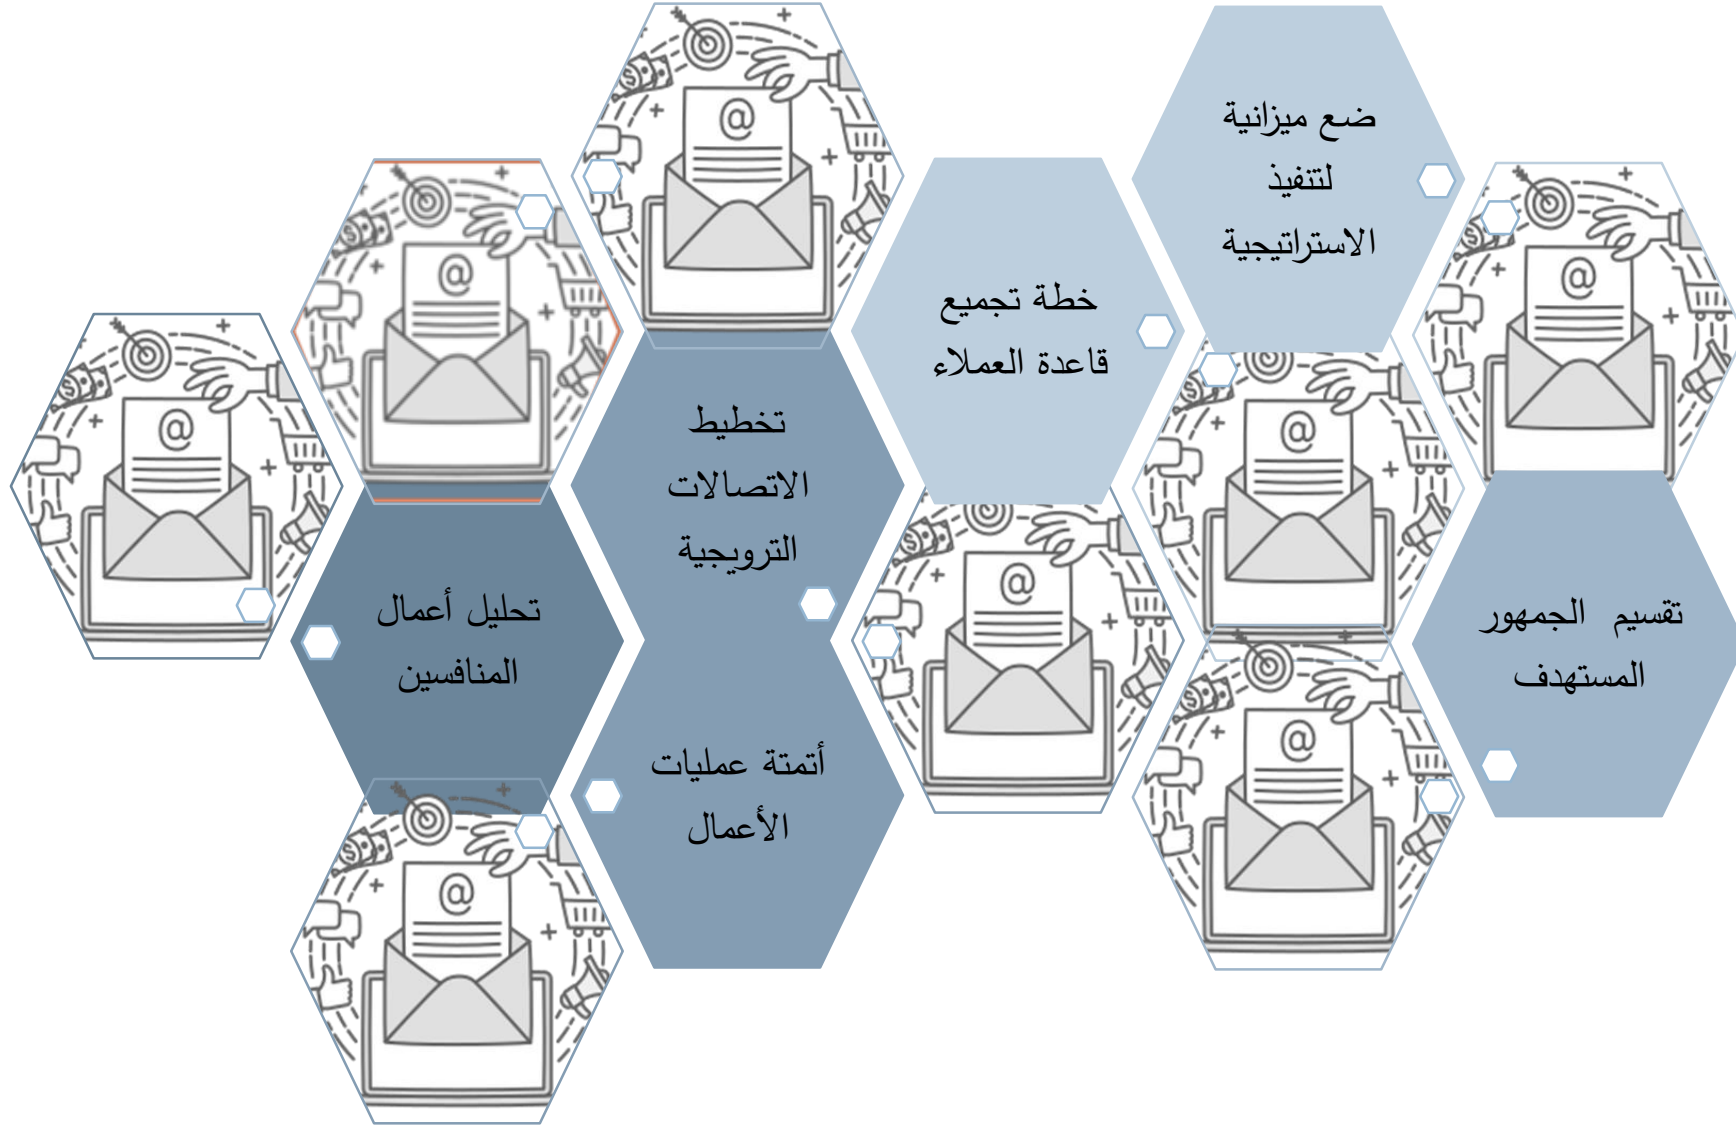 ضع ميزانية
لتنفيذ
الاستراتيجية
خطة تجميع
قاعدة العملاء
تقسيم الجمهور
المستهدف
تخطيط
الاتصالات
الترويجية
تحليل أعمال
المنافسين
أتمتة عمليات
الأعمال